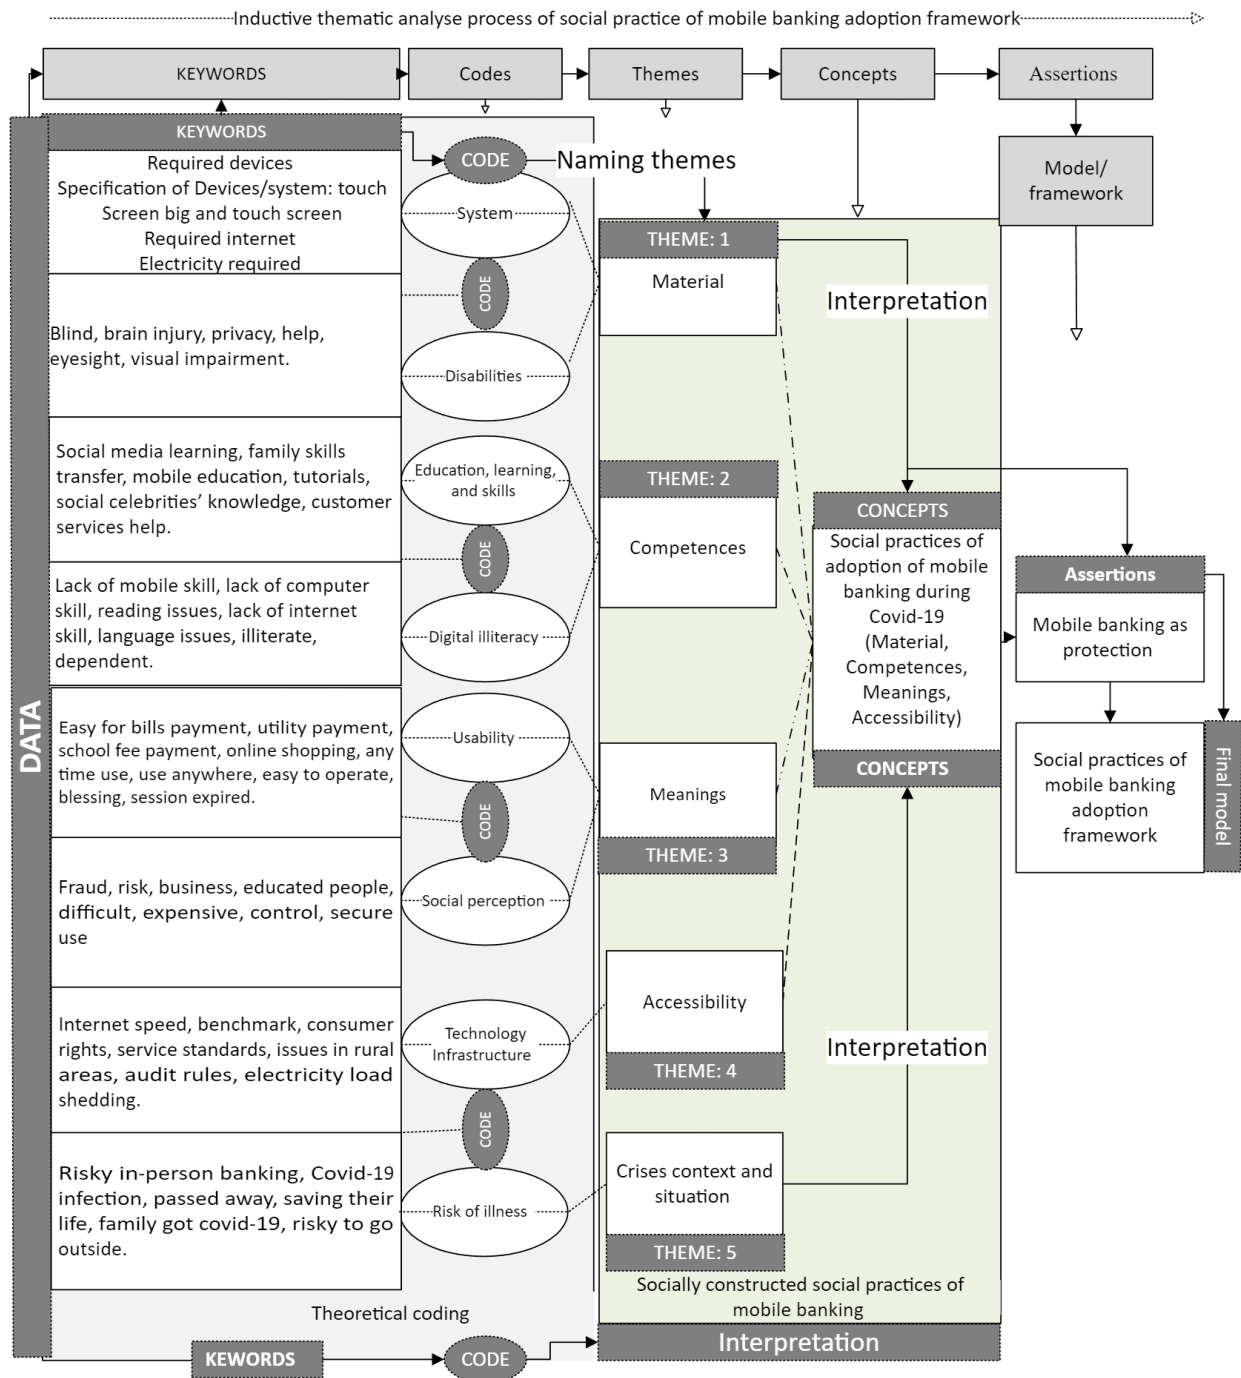 Inductive thematic analyse process of social practice of mobile banking adoption framework
KEYWORDS
Codes
Themes
Concepts
Assertions
KEYWORDS
Required devices
Specification of Devices/system: touch
Screen big and touch screen
Required internet
Electricity required
CODE
Naming themes
Model/
framework
System
THEME: 1
Material
Interpretation
CODE
Blind, brain injury, privacy, help,
eyesight, visual impairment.
Disabilities
Social media learning, family skills
transfer, mobile education, tutorials,
social celebrities’ knowledge, customer
services help.
Education, learning,
and skills
THEME: 2
Competences
CODE
CONCEPTS
Social practices of
adoption of mobile
banking during
Covid-19
(Material,
Competences,
Meanings,
Accessibility)
CONCEPTS
Assertions
Mobile banking as
protection
Lack of mobile skill, lack of computer
skill, reading issues, lack of internet
skill, language issues, illiterate,
dependent.
Digital illiteracy
DATA
Easy for bills payment, utility payment,
school fee payment, online shopping, any
time use, use anywhere, easy to operate,
blessing, session expired.
Usability
Meanings
THEME: 3
Social practices of
mobile banking
adoption
framework
Final model
CODE
Fraud, risk, business, educated people,
difficult, expensive, control, secure
use
Social perception
Internet speed, benchmark, consumer
rights, service standards, issues in rural
areas, audit rules, electricity load
shedding.
Technology
Infrastructure
Accessibility
THEME: 4
Interpretation
CODE
Risky in-person banking, Covid-19
infection, passed away, saving their
life, family got covid-19, risky to go
outside.
Risk of illness
Crises context and
situation
THEME: 5
Socially constructed social practices of
mobile banking
Theoretical coding
KEWORDS
CODE
Interpretation